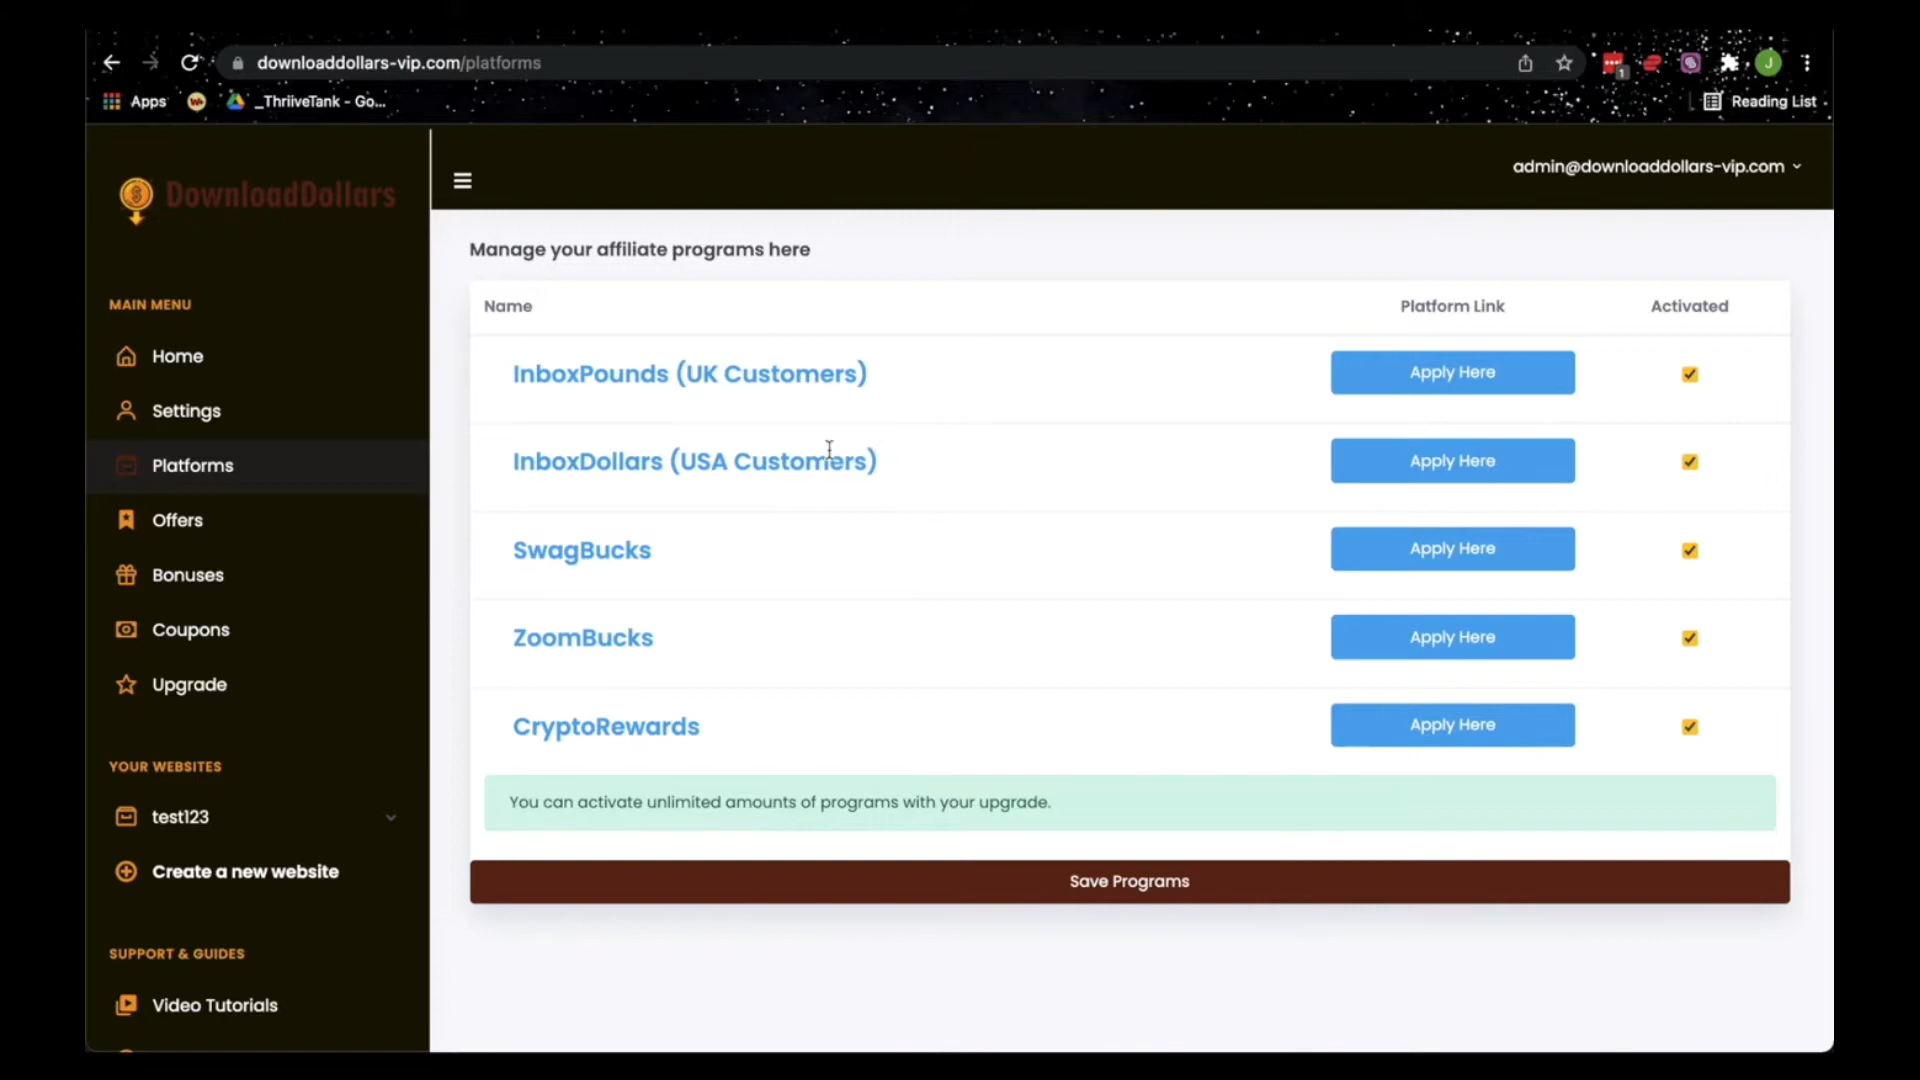 downloaddollars-vip.com/platforms
Apps
_ThriiveTank - Go...
Reading List
1
J
DownloadDollars
admin@downloaddollars-vip.com
MAIN MENU
Home
Settings
Platforms
Offers
Bonuses
Coupons
Upgrade
YOUR WEBSITES
test123
Create a new website
SUPPORT & GUIDES
Video Tutorials
Manage your affiliate programs here
Name Platform Link Activated
InboxPounds (UK Customers) Apply Here
InboxDollars (USA Customers) Apply Here
SwagBucks Apply Here
ZoomBucks Apply Here
CryptoRewards Apply Here
You can activate unlimited amounts of programs with your upgrade.
Save Programs